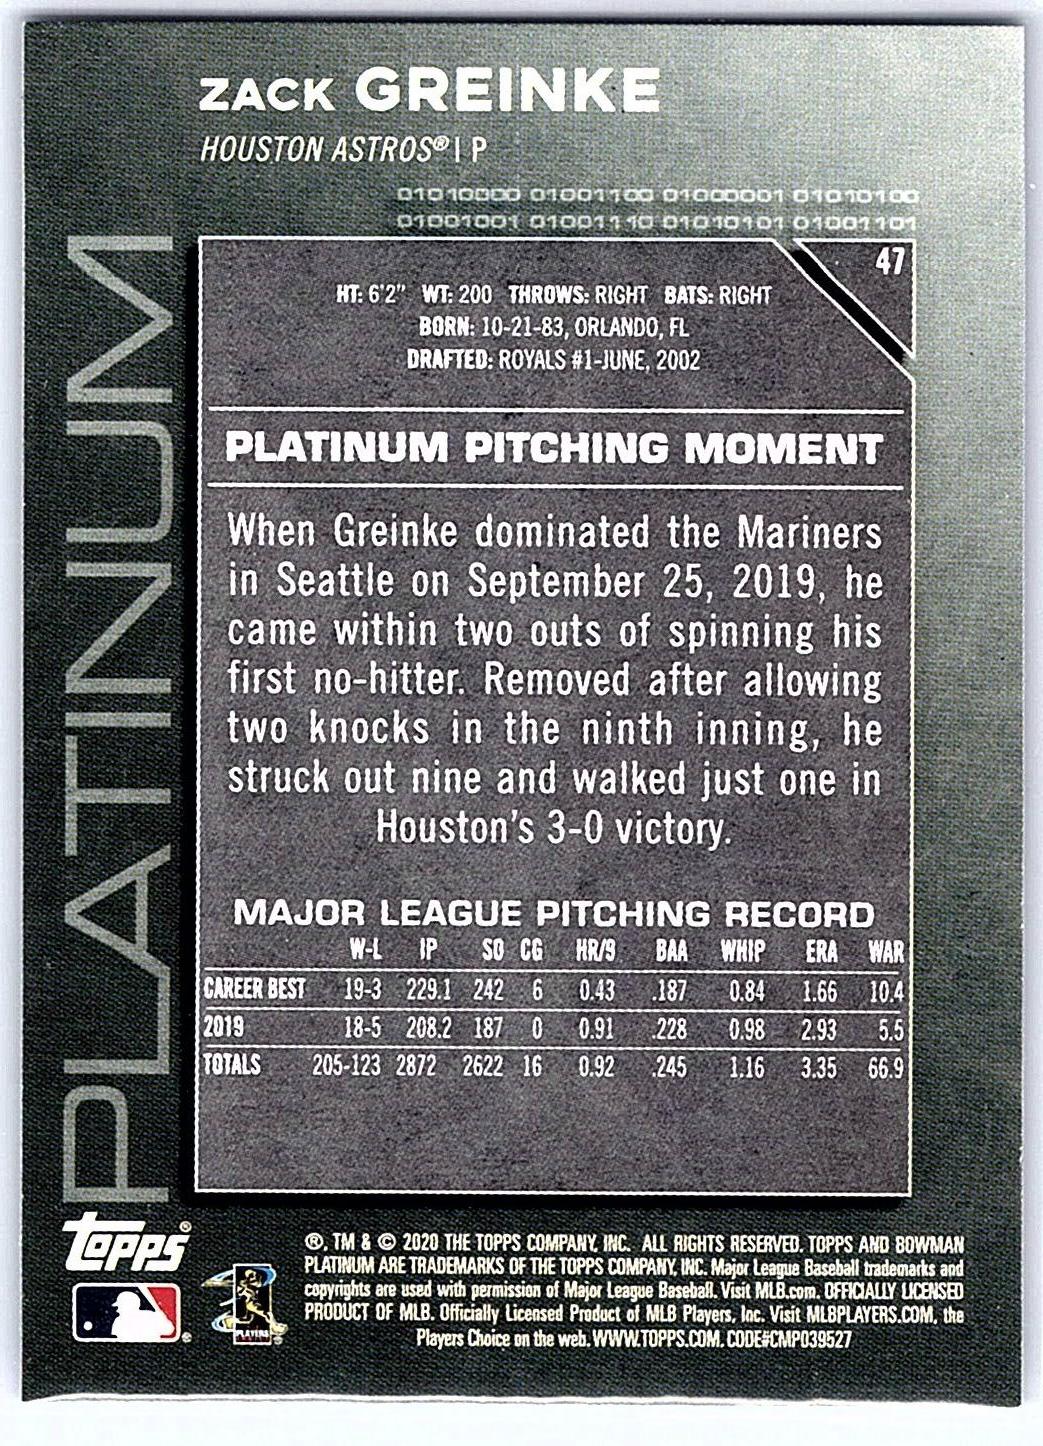 ZACK GREINKE
HOUSTON ASTROS® | P
01010000 01001100 01000001 01010100
01001001 01001110 01010101 01001101
47
PLATINUM
HT: 6'2" WT: 200 THROWS: RIGHT BATS: RIGHT
BORN: 10-21-83, ORLANDO, FL
DRAFTED: ROYALS #1-JUNE, 2002
PLATINUM PITCHING MOMENT
When Greinke dominated the Mariners
in Seattle on September 25, 2019, he
came within two outs of spinning his
first no-hitter. Removed after allowing
two knocks in the ninth inning, he
struck out nine and walked just one in
Houston's 3-0 victory.
MAJOR LEAGUE PITCHING RECORD
W-L IP SO CG HR/9 BAA WHIP ERA WAR
CAREER BEST 19-3 229.1 242 6 0.43 .187 0.84 1.66 10.4
2019 18-5 208.2 187 0 0.91 .228 0.98 2.93 5.5
TOTALS 205-123 2872 2622 16 0.92 .245 1.16 3.35 66.9
topps®
PLAYERS
®, TM & © 2020 THE TOPPS COMPANY, INC. ALL RIGHTS RESERVED. TOPPS AND BOWMAN
PLATINUM ARE TRADEMARKS OF THE TOPPS COMPANY, INC. Major League Baseball trademarks and
copyrights are used with permission of Major League Baseball. Visit MLB.com. OFFICIALLY LICENSED
PRODUCT OF MLB. Officially Licensed Product of MLB Players, Inc. Visit MLBPLAYERS.COM, the
Players Choice on the web. WWW.TOPPS.COM. CODE#CMP039527